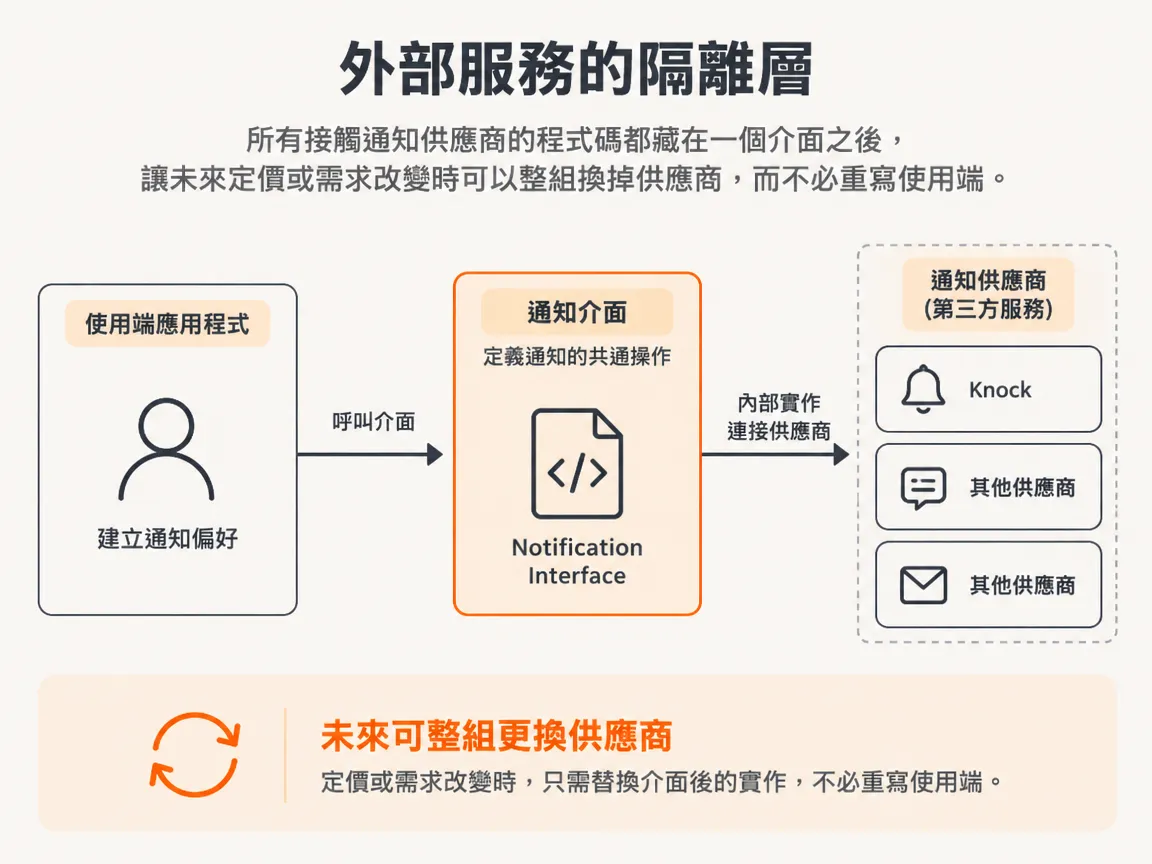 外部服務的隔離層
所有接觸通知供應商的程式碼都藏在一個介面之後，
讓未來定價或需求改變時可以整組換掉供應商，而不必重寫使用端。
使用端應用程式
建立通知偏好
呼叫介面
通知介面
定義通知的共通操作
</>
Notification
Interface
內部實作
連接供應商
通知供應商
(第三方服務)
Knock
其他供應商
其他供應商
未來可整組更換供應商
定價或需求改變時，只需替換介面後的實作，不必重寫使用端。